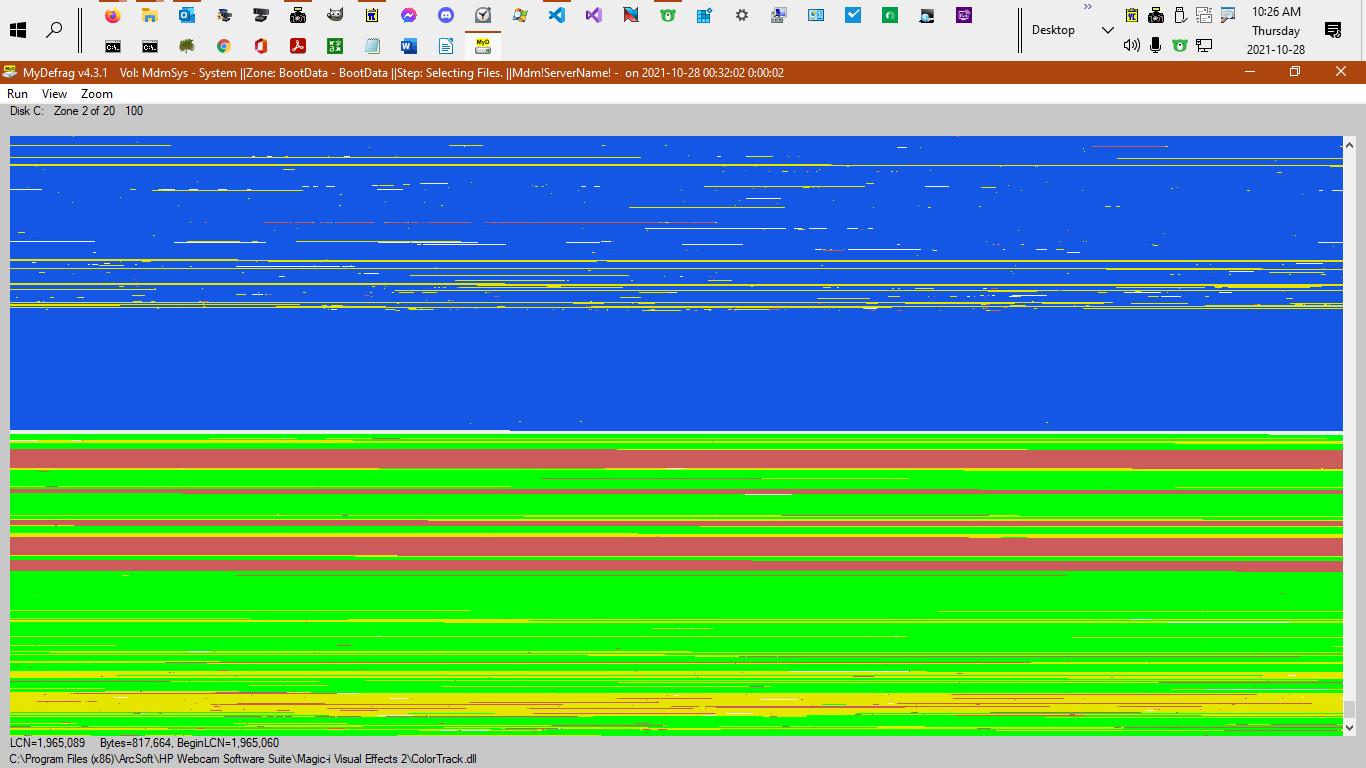 »
Desktop
10:26 AM
Thursday
2021-10-28
MyD
MyDefrag v4.3.1 Vol: MdmSys - System ||Zone: BootData - BootData ||Step: Selecting Files. ||Mdm!ServerName! - on 2021-10-28 00:32:02 0:00:02
Run View Zoom
Disk C: Zone 2 of 20 100
LCN=1,965,089 Bytes=817,664, BeginLCN=1,965,060
C:\Program Files (x86)\ArcSoft\HP Webcam Software Suite\Magic-i Visual Effects 2\ColorTrack.dll